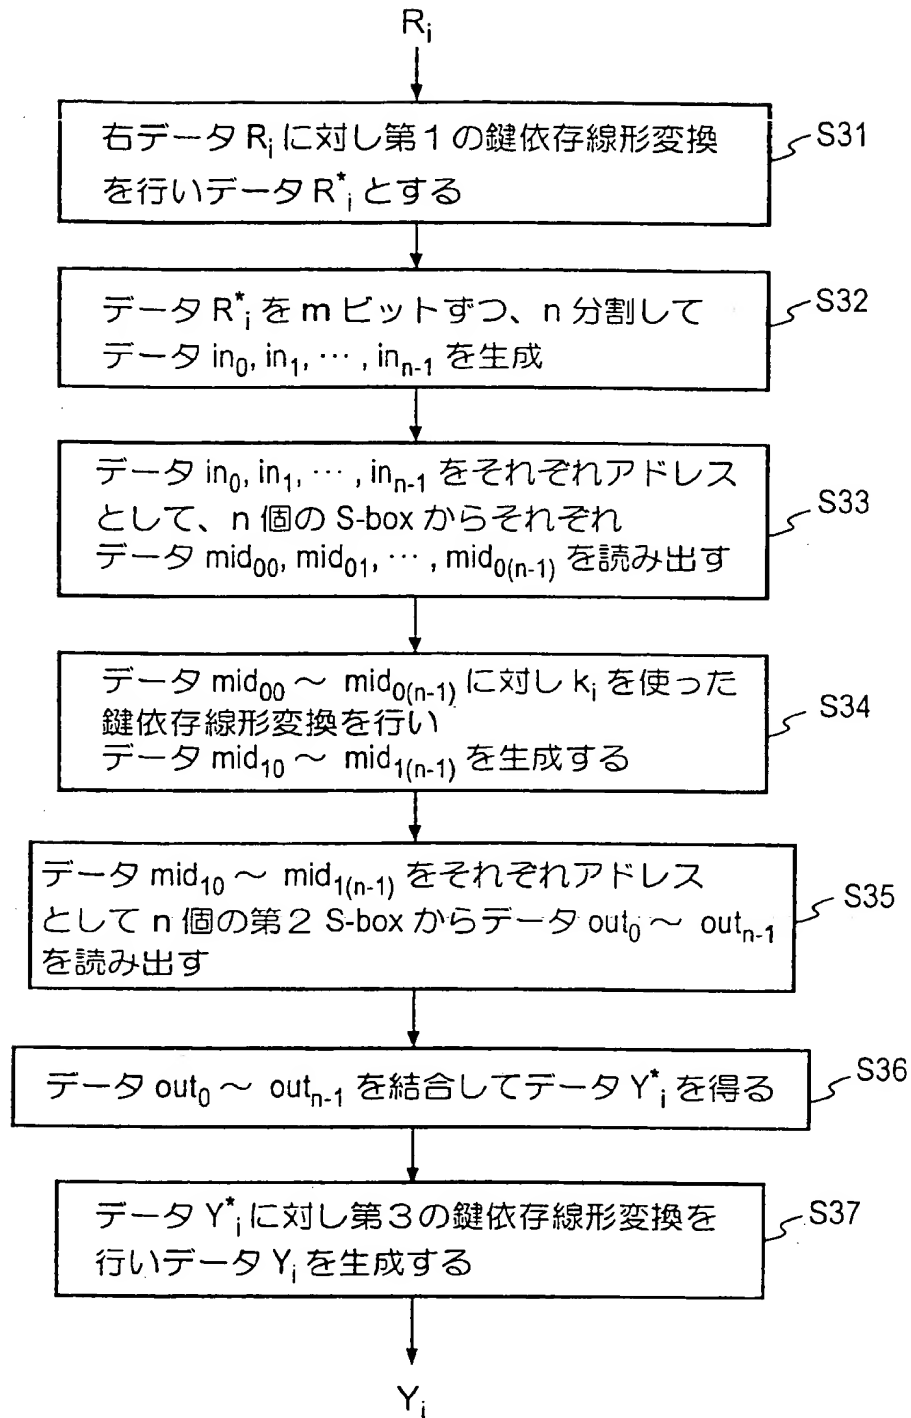 Ri
右データ Ri に対し第1の鍵依存線形変換
を行いデータ R*i とする
S31
データ R*i を m ビットずつ、n 分割して
データ in0, in1, …, inn-1 を生成
S32
データ in0, in1, …, inn-1 をそれぞれアドレス
として、n 個の S-box からそれぞれ
データ mid00, mid01, …, mid0(n-1) を読み出す
S33
データ mid00 ～ mid0(n-1) に対し ki を使った
鍵依存線形変換を行い
データ mid10 ～ mid1(n-1) を生成する
S34
データ mid10 ～ mid1(n-1) をそれぞれアドレス
として n 個の第2 S-box からデータ out0 ～ outn-1
を読み出す
S35
データ out0 ～ outn-1 を結合してデータ Y*i を得る
S36
データ Y*i に対し第3の鍵依存線形変換を
行いデータ Yi を生成する
S37
Yi